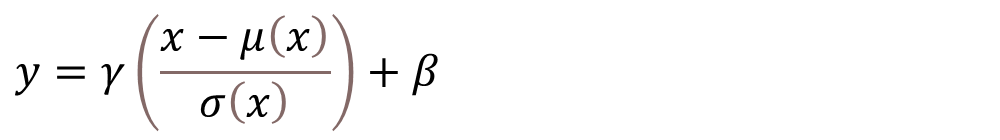 y = γ ( (x − μ(x)) / σ(x) ) + β